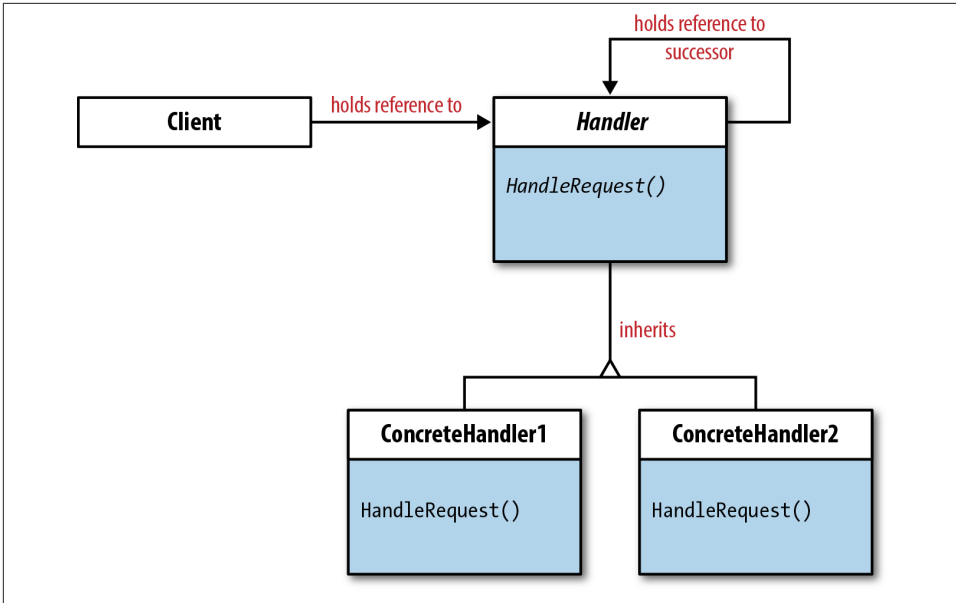 holds reference to
successor
Client
holds reference to
Handler
HandleRequest()
inherits
ConcreteHandler1
ConcreteHandler2
HandleRequest()
HandleRequest()